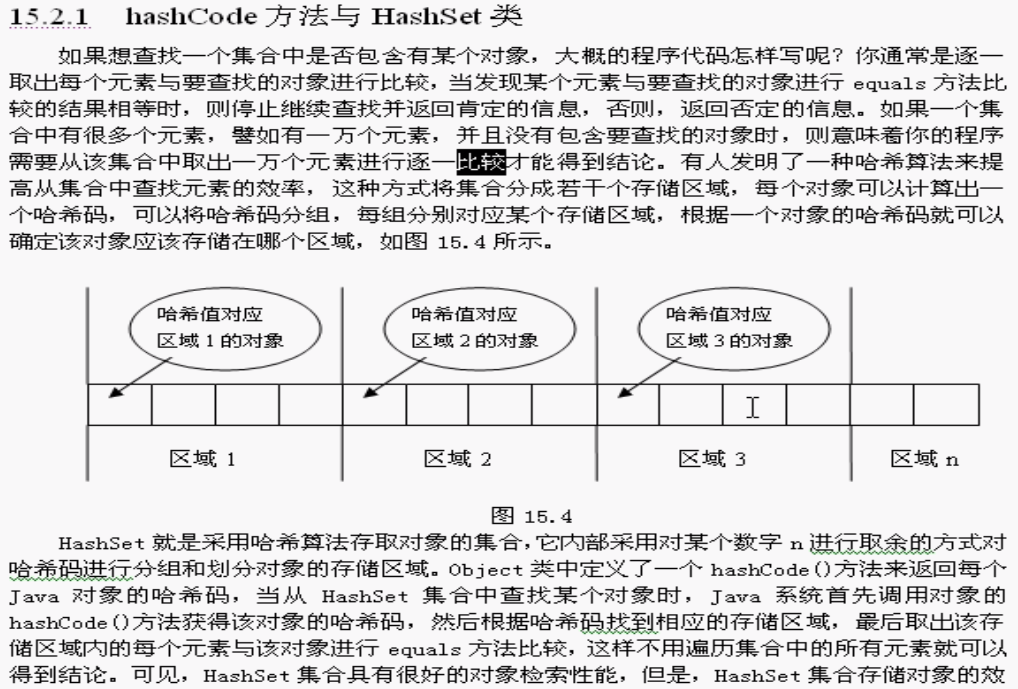 15.2.1 hashCode 方法与 HashSet 类
如果想查找一个集合中是否包含有某个对象，大概的程序代码怎样写呢？你通常是逐一
取出每个元素与要查找的对象进行比较，当发现某个元素与要查找的对象进行 equals 方法比
较的结果相等时，则停止继续查找并返回肯定的信息，否则，返回否定的信息。如果一个集
合中有很多个元素，譬如有一万个元素，并且没有包含要查找的对象时，则意味着你的程序
需要从该集合中取出一万个元素进行逐一比较才能得到结论。有人发明了一种哈希算法来提
高从集合中查找元素的效率，这种方式将集合分成若干个存储区域，每个对象可以计算出一
个哈希码，可以将哈希码分组，每组分别对应某个存储区域，根据一个对象的哈希码就可以
确定该对象应该存储在哪个区域，如图 15.4 所示。
哈希值对应
区域 1 的对象
哈希值对应
区域 2 的对象
哈希值对应
区域 3 的对象
区域 1
区域 2
区域 3
区域 n
图 15.4
HashSet 就是采用哈希算法存取对象的集合，它内部采用对某个数字 n 进行取余的方式对
哈希码进行分组和划分对象的存储区域。Object 类中定义了一个 hashCode()方法来返回每个
Java 对象的哈希码，当从 HashSet 集合中查找某个对象时，Java 系统首先调用对象的
hashCode()方法获得该对象的哈希码，然后根据哈希码找到相应的存储区域，最后取出该存
储区域内的每个元素与该对象进行 equals 方法比较，这样不用遍历集合中的所有元素就可以
得到结论。可见，HashSet 集合具有很好的对象检索性能，但是，HashSet 集合存储对象的效